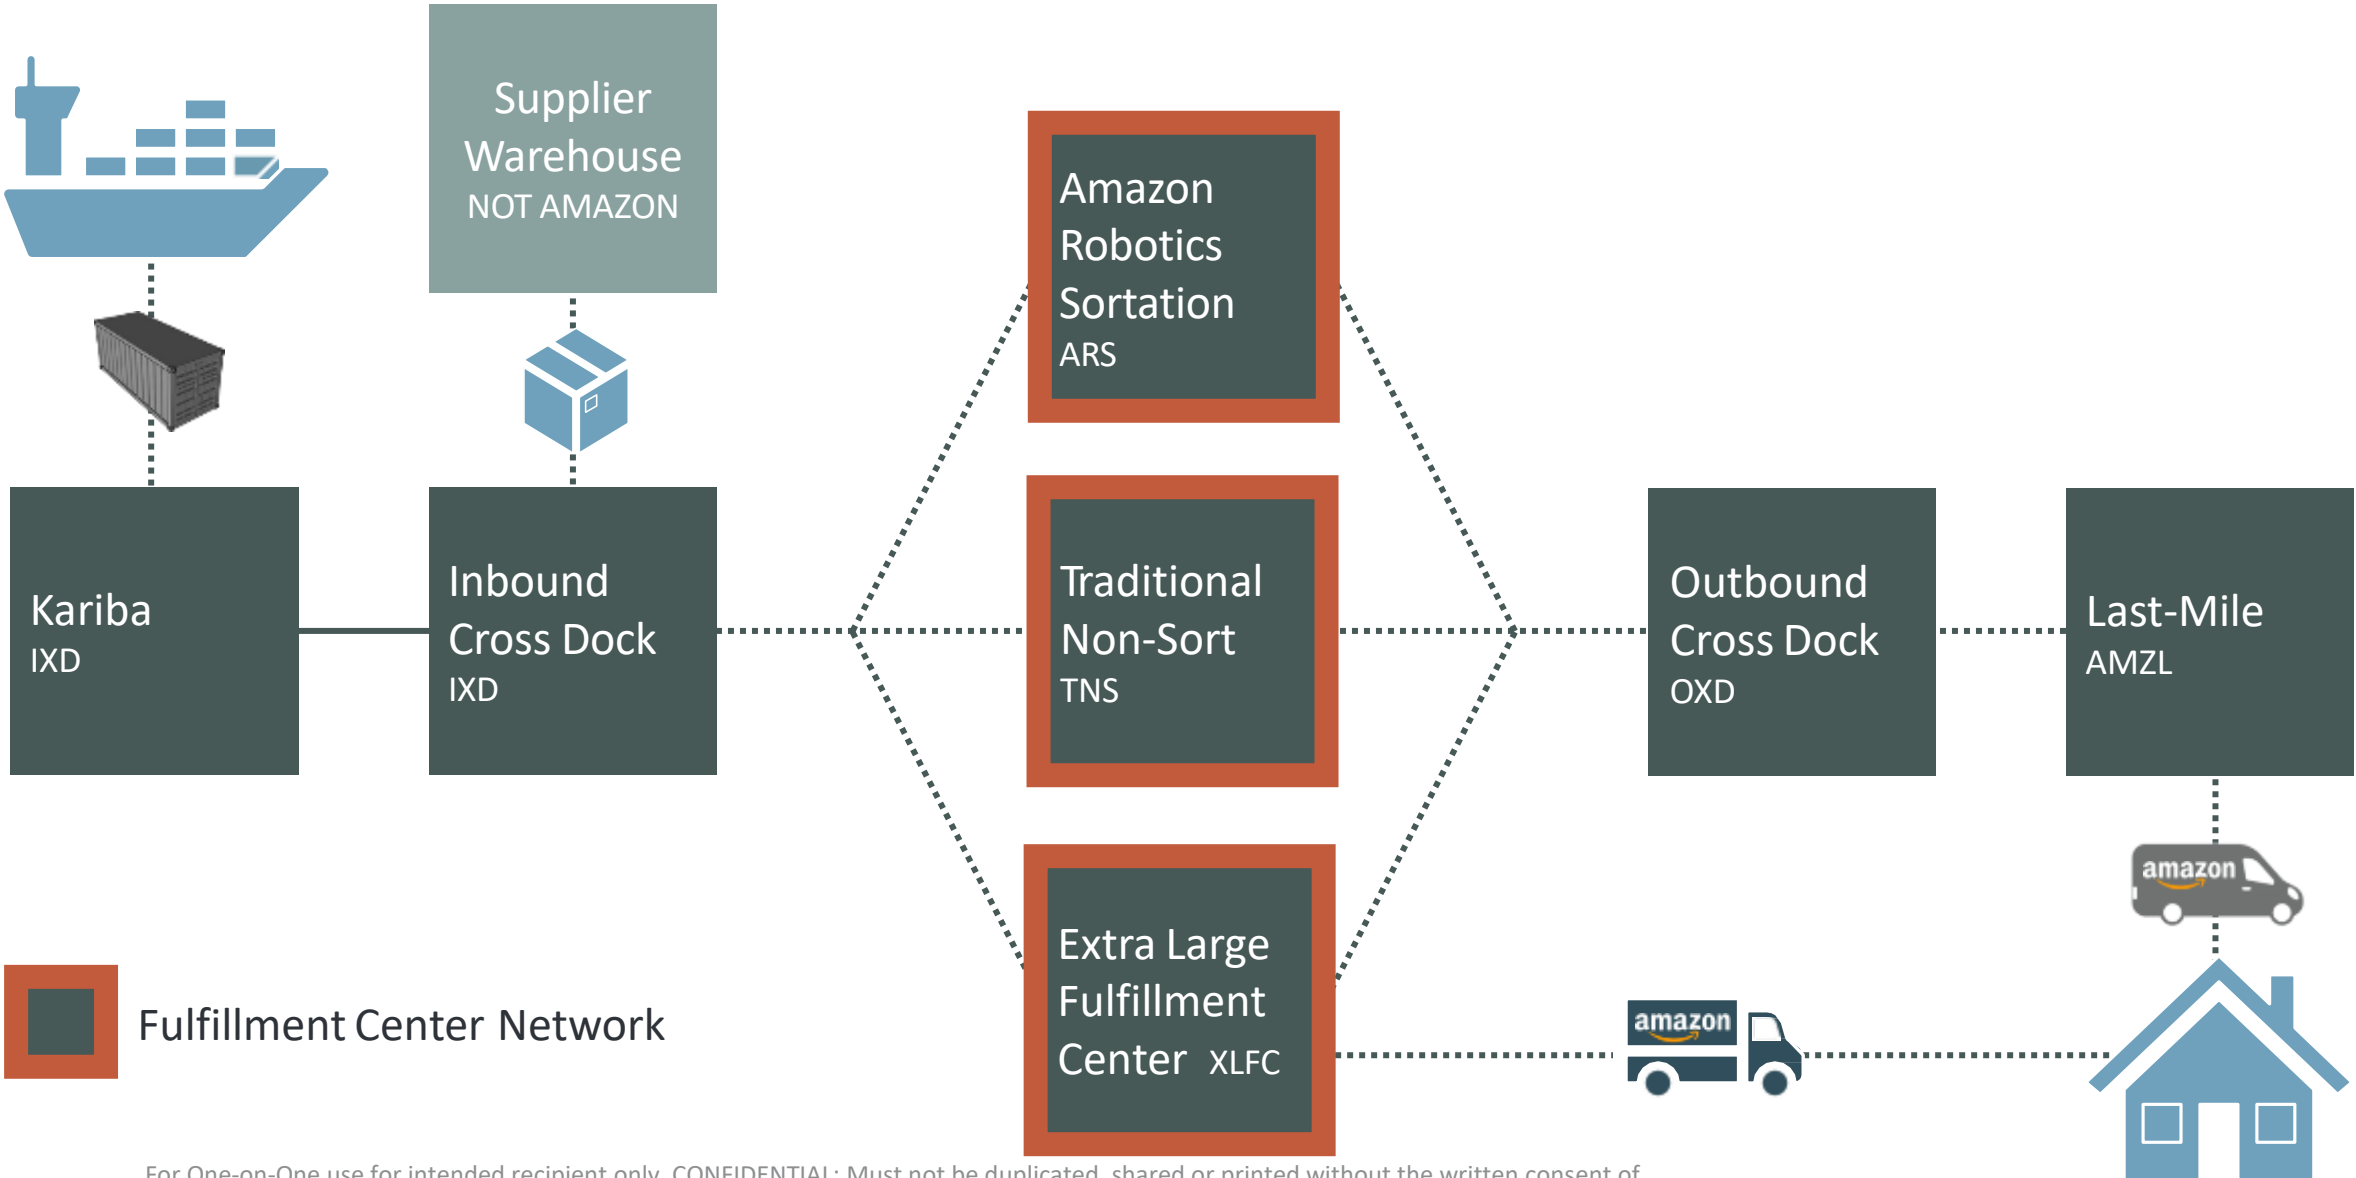 Supplier
Warehouse
NOT AMAZON
Amazon
Robotics
Sortation
ARS
Kariba
IXD
Inbound
Cross Dock
IXD
Traditional
Non-Sort
TNS
Outbound
Cross Dock
OXD
Last-Mile
AMZL
amazon
Extra Large
Fulfillment
Center XLFC
amazon
Fulfillment Center Network
For One-on-One use for intended recipient only. CONFIDENTIAL: Must not be duplicated, shared or printed without the written consent of